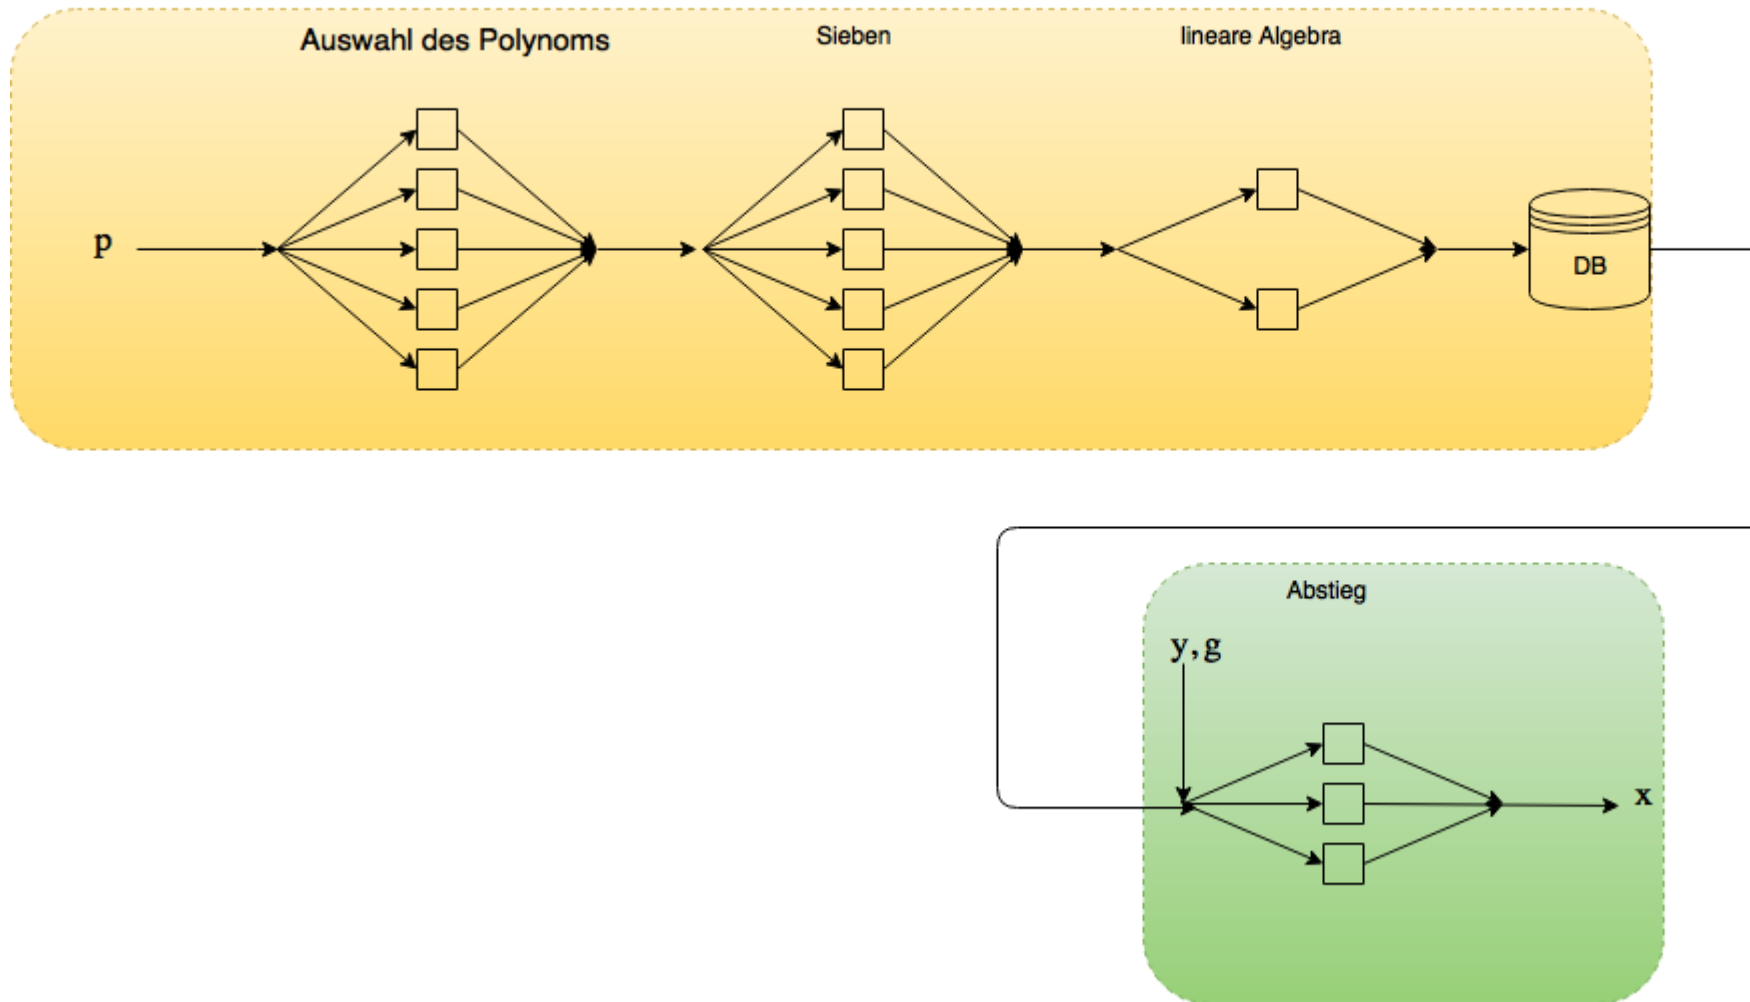 Auswahl des Polynoms
Sieben
lineare Algebra
p
DB
Abstieg
y, g
x